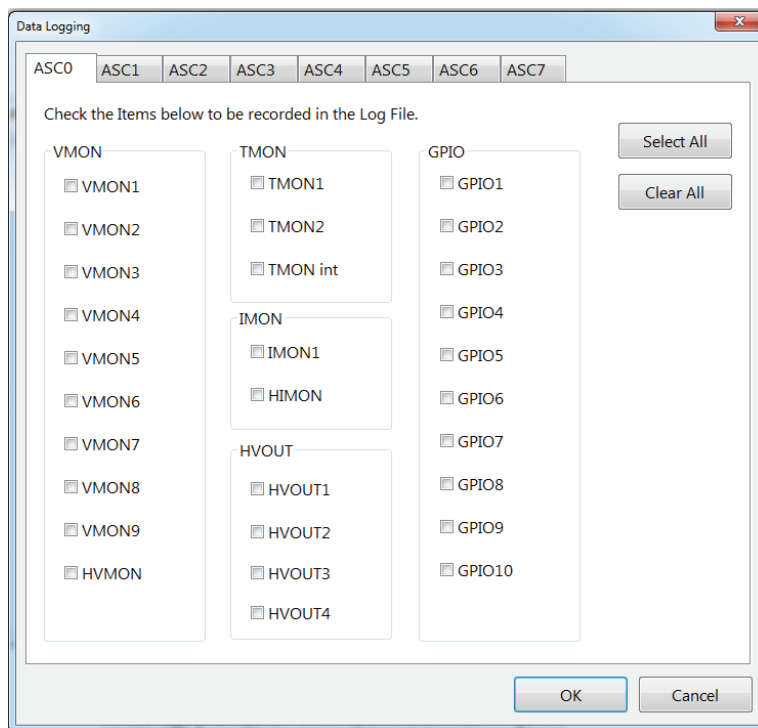 Data Logging
ASC0 ASC1 ASC2 ASC3 ASC4 ASC5 ASC6 ASC7
Check the Items below to be recorded in the Log File.
VMON
VMON1
VMON2
VMON3
VMON4
VMON5
VMON6
VMON7
VMON8
VMON9
HVMON
TMON
TMON1
TMON2
TMON int
IMON
IMON1
HIMON
HVOUT
HVOUT1
HVOUT2
HVOUT3
HVOUT4
GPIO
GPIO1
GPIO2
GPIO3
GPIO4
GPIO5
GPIO6
GPIO7
GPIO8
GPIO9
GPIO10
Select All
Clear All
OK
Cancel